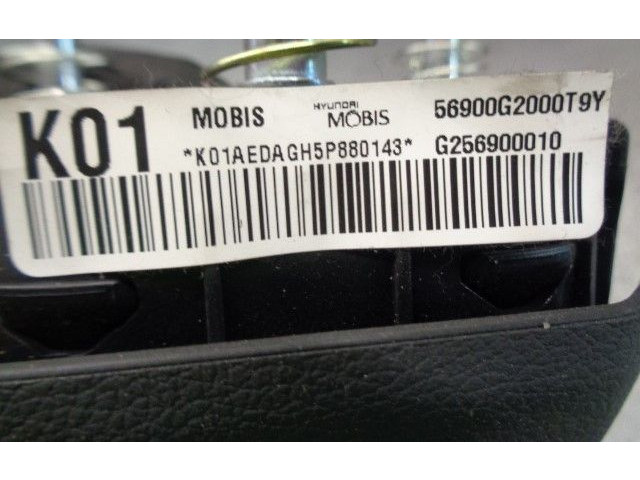 K01
MOBIS
HYUNDAI
MOBIS
56900G2000T9Y
*K01AEDAGH5P880143*
G256900010